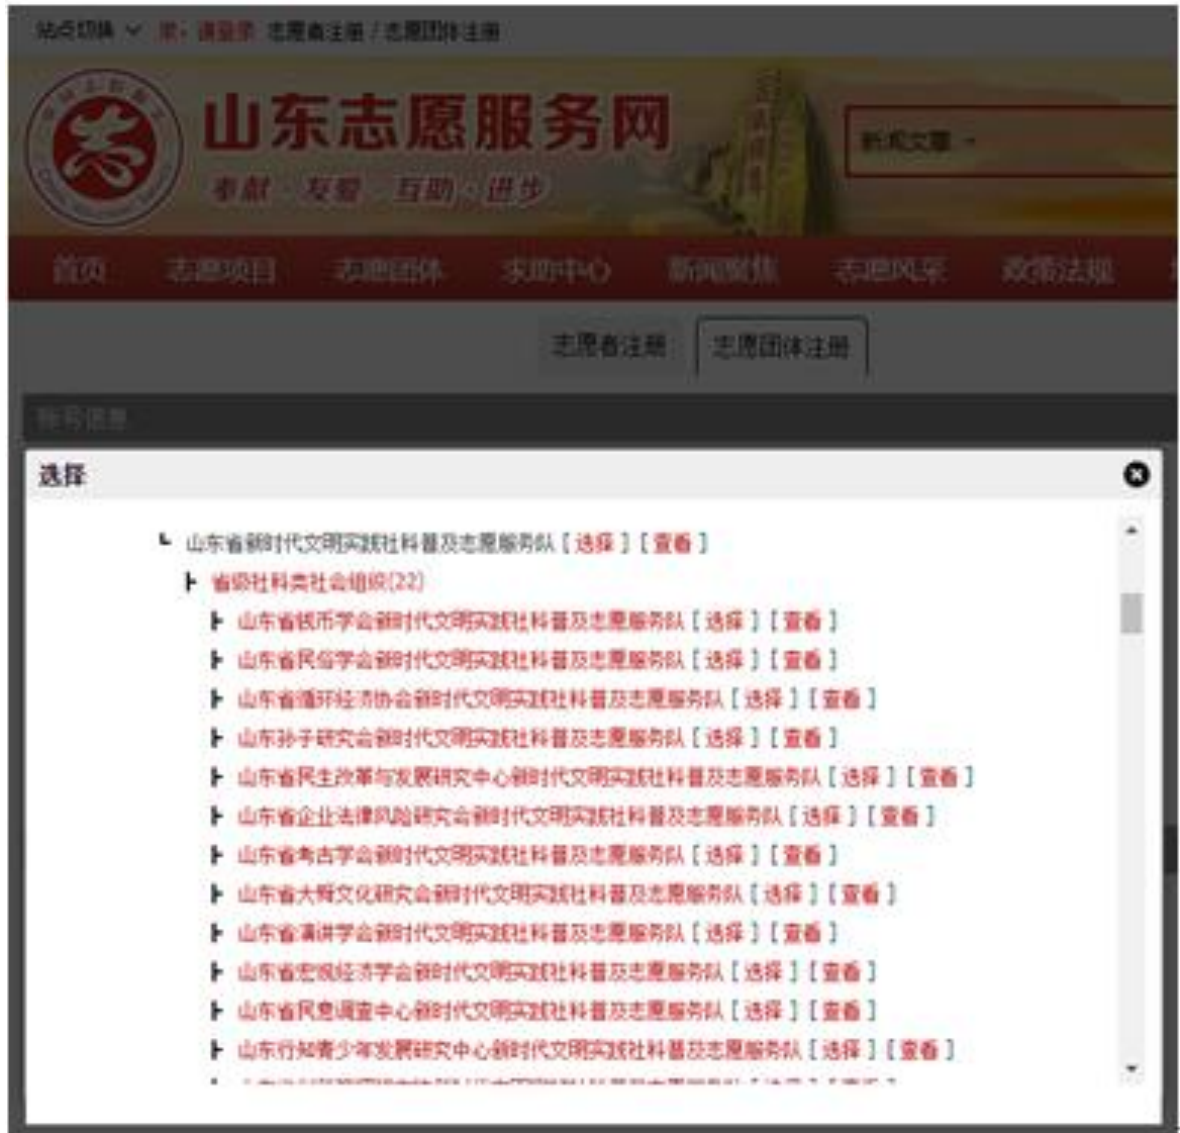 站点切换
请登录 志愿者注册 / 志愿团体注册
山东志愿服务网
奉献 · 友爱 · 互助 · 进步
新闻文章
首页 志愿项目 志愿团体 求助中心 新闻聚焦 志愿风采 政策法规
志愿者注册 志愿团体注册
账号信息
选择
山东省新时代文明实践社科普及志愿服务队 [ 选择 ] [ 查看 ]
省级社科类社会组织(22)
山东省钱币学会新时代文明实践社科普及志愿服务队 [ 选择 ] [ 查看 ]
山东省民俗学会新时代文明实践社科普及志愿服务队 [ 选择 ] [ 查看 ]
山东省循环经济协会新时代文明实践社科普及志愿服务队 [ 选择 ] [ 查看 ]
山东孙子研究会新时代文明实践社科普及志愿服务队 [ 选择 ] [ 查看 ]
山东省民生改革与发展研究中心新时代文明实践社科普及志愿服务队 [ 选择 ] [ 查看 ]
山东省企业法律风险研究会新时代文明实践社科普及志愿服务队 [ 选择 ] [ 查看 ]
山东省考古学会新时代文明实践社科普及志愿服务队 [ 选择 ] [ 查看 ]
山东省大舜文化研究会新时代文明实践社科普及志愿服务队 [ 选择 ] [ 查看 ]
山东省演讲学会新时代文明实践社科普及志愿服务队 [ 选择 ] [ 查看 ]
山东省宏观经济学会新时代文明实践社科普及志愿服务队 [ 选择 ] [ 查看 ]
山东省民意调查中心新时代文明实践社科普及志愿服务队 [ 选择 ] [ 查看 ]
山东行知青少年发展研究中心新时代文明实践社科普及志愿服务队 [ 选择 ] [ 查看 ]